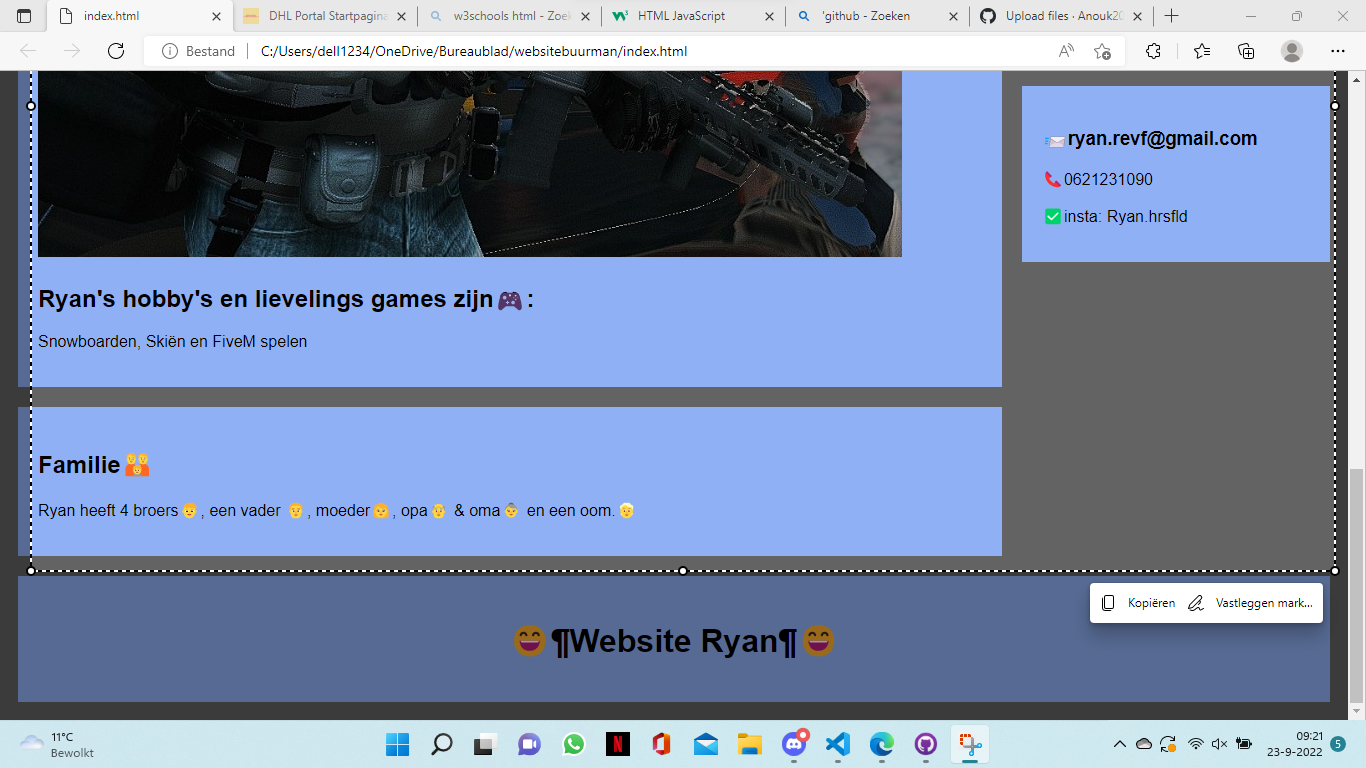 index.html
DHL Portal Startpagina
w3schools html - Zoek
HTML JavaScript
'github - Zoeken
Upload files · Anouk20
Bestand
C:/Users/dell1234/OneDrive/Bureaublad/websitebuurman/index.html
📨ryan.revf@gmail.com
📞0621231090
✅insta: Ryan.hrsfld
Ryan's hobby's en lievelings games zijn🎮:
Snowboarden, Skiën en FiveM spelen
Familie👪
Ryan heeft 4 broers👦, een vader 👨, moeder👩, opa👴 & oma👵 en een oom.👱
Kopiëren
Vastleggen mark...
😄¶Website Ryan¶😄
11°C
Bewolkt
09:21
23-9-2022
5